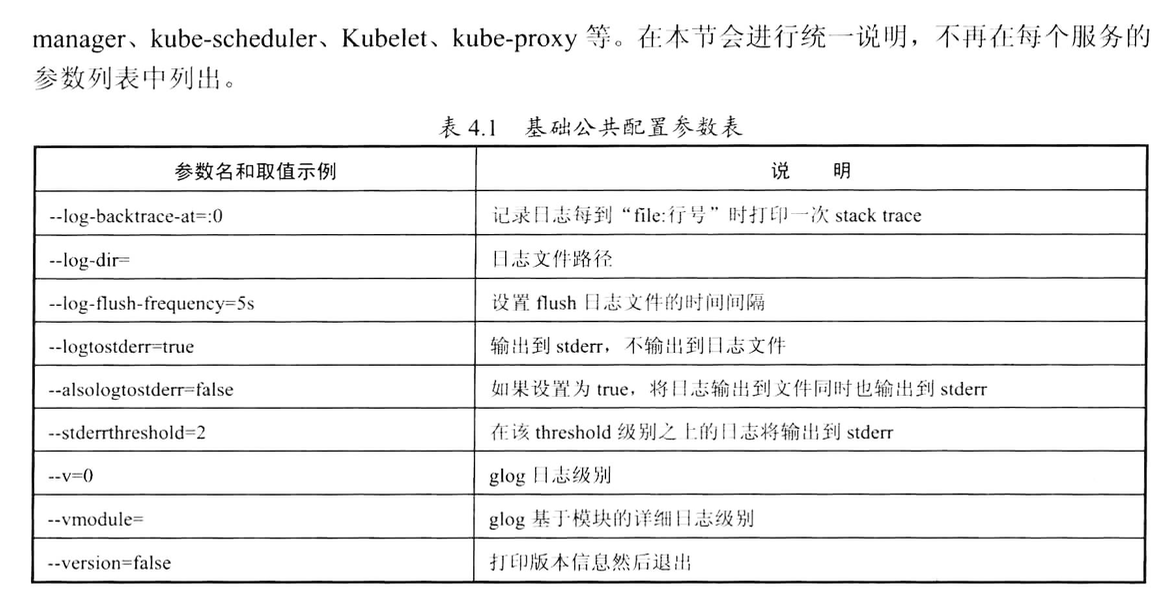 manager、kube-scheduler、Kubelet、kube-proxy 等。在本节会进行统一说明，不再在每个服务的
参数列表中列出。
表 4.1 基础公共配置参数表
参数名和取值示例 说 明
--log-backtrace-at=:0 记录日志每到“file:行号”时打印一次 stack trace
--log-dir= 日志文件路径
--log-flush-frequency=5s 设置 flush 日志文件的时间间隔
--logtostderr=true 输出到 stderr，不输出到日志文件
--alsologtostderr=false 如果设置为 true，将日志输出到文件同时也输出到 stderr
--stderrthreshold=2 在该 threshold 级别之上的日志将输出到 stderr
--v=0 glog 日志级别
--vmodule= glog 基于模块的详细日志级别
--version=false 打印版本信息然后退出